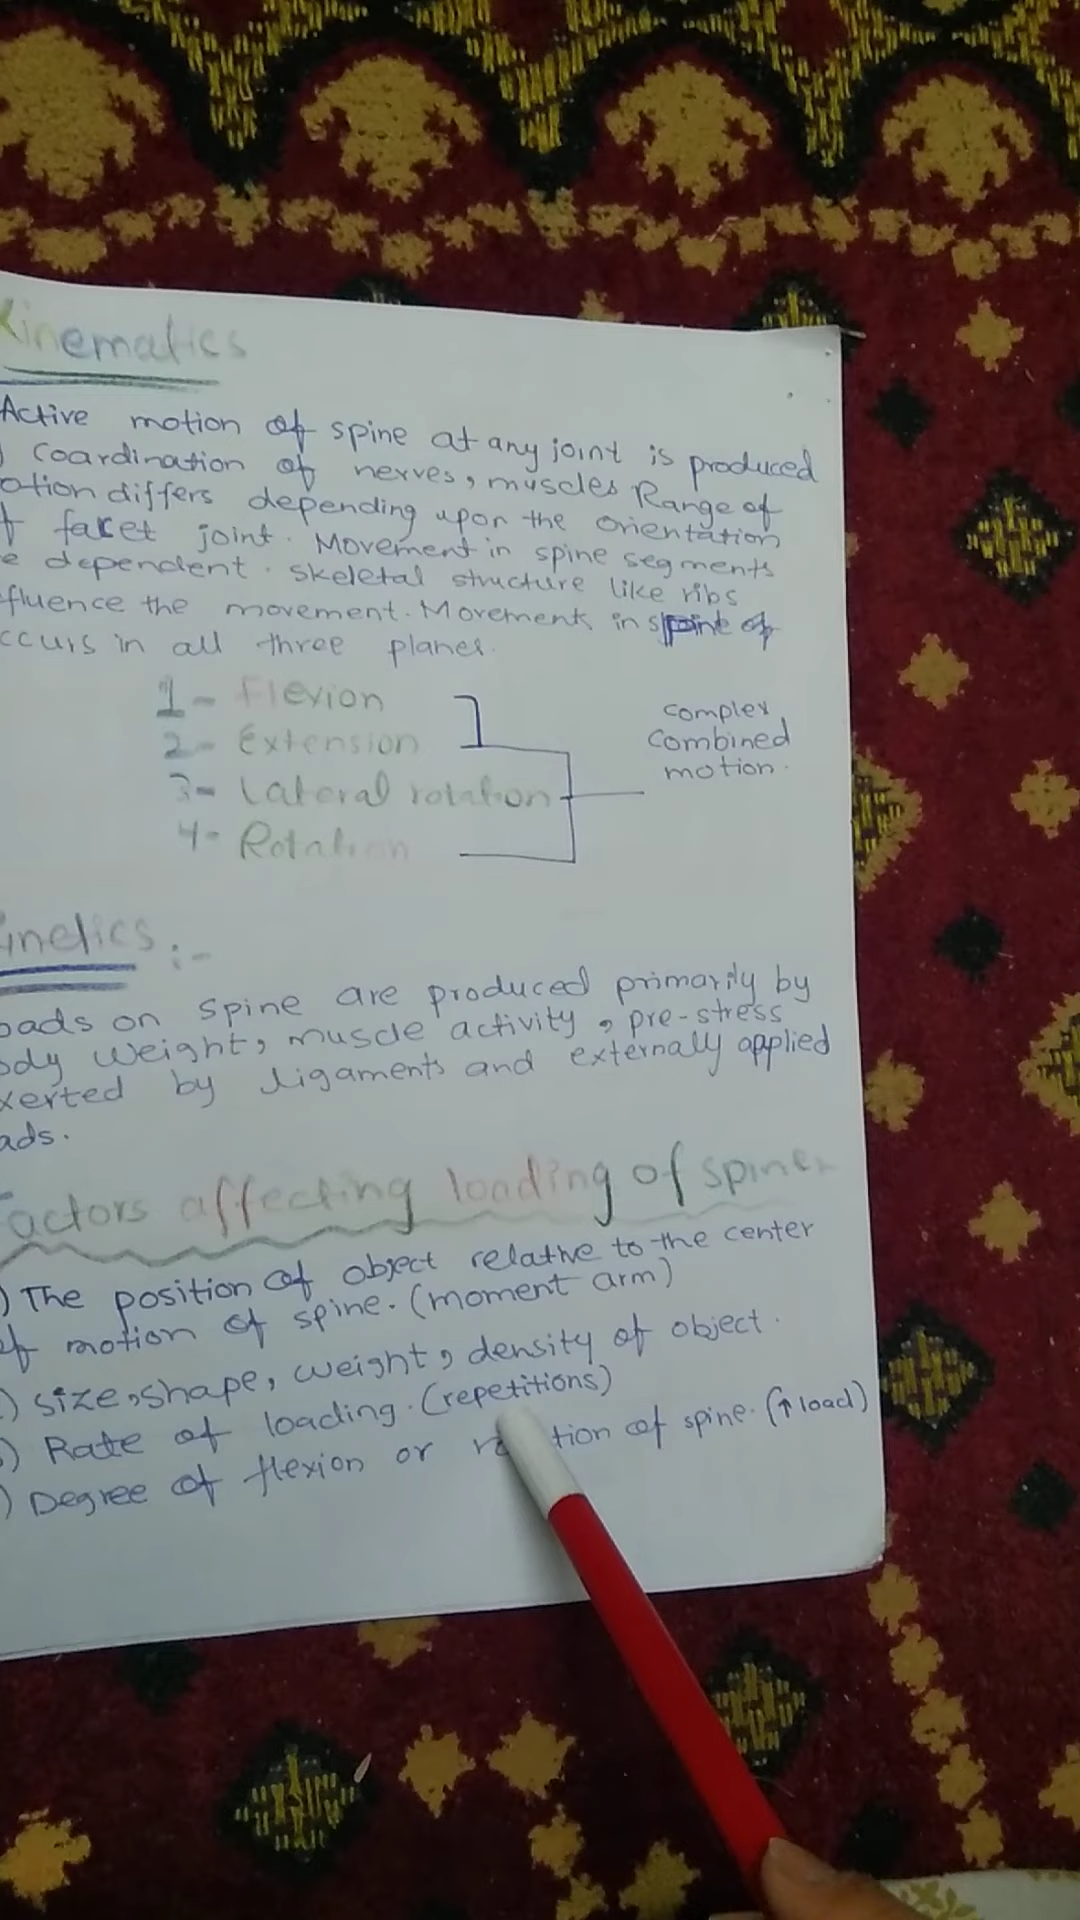 Kinematics
Active motion of spine at any joint is produced
coardination of nerves, muscles Range of
otion differs depending upon the orientation
f facet joint. Movement in spine segments
e dependent. skeletal structure like ribs
fluence the movement. Movements in spine of
ccurs in all three planes.
1- Flexion
2- Extension
3- Lateral rotation
4- Rotation
complex
combined
motion.
inetics :-
oads on spine are produced primarily by
ody weight, muscle activity, pre-stress
xerted by ligaments and externally applied
ads.
actors affecting loading of spine:
) The position of object relative to the center
of motion of spine. (moment arm)
) size, shape, weight, density of object.
) Rate of loading. (repetitions)
) Degree of flexion or r tion of spine. (↑ load)